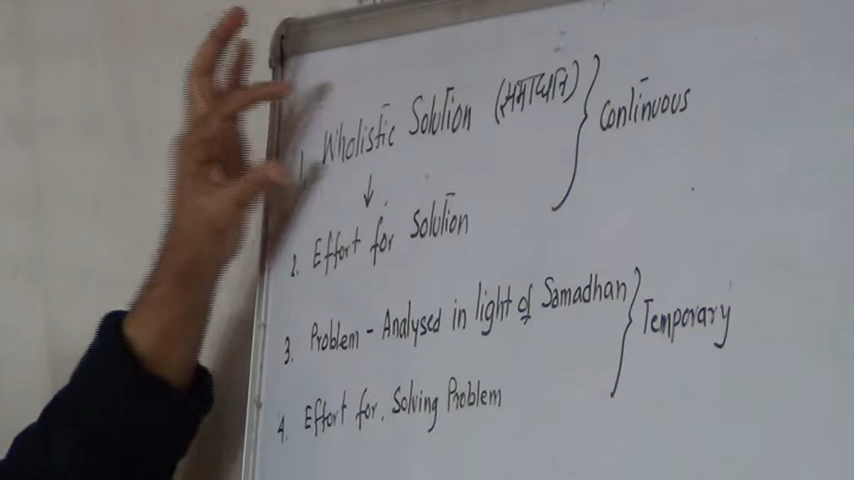 1. Wholistic Solution (समाधान) } Continuous
↓
2. Effort for Solution
3. Problem - Analysed in light of Samadhan } Temporary
4. Effort for. Solving Problem